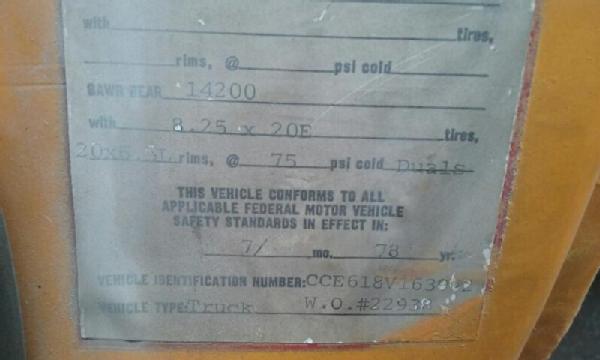 with tires,
rims, @ psi cold
GAWR REAR 14200
with 8.25 x 20E tires,
rims, @ 75 psi cold Duals
THIS VEHICLE CONFORMS TO ALL
APPLICABLE FEDERAL MOTOR VEHICLE
SAFETY STANDARDS IN EFFECT IN:
7/ mo. 78 yr.
VEHICLE IDENTIFICATION NUMBER:
VEHICLE TYPE: Truck W.O.#22938